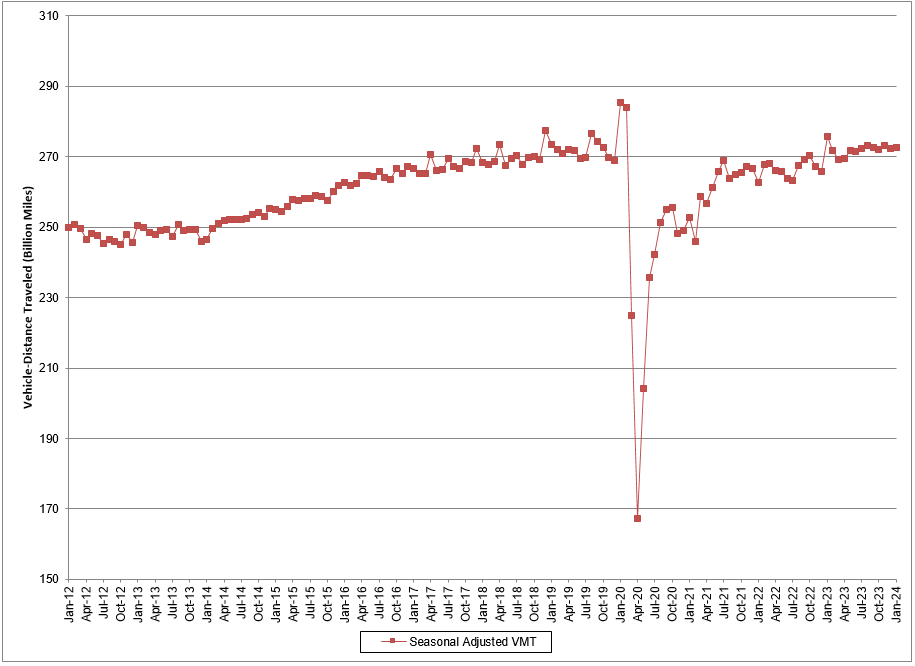 310
290
270
250
230
210
190
170
150
Vehicle-Distance Traveled (Billion Miles)
Jan-12
Apr-12
Jul-12
Oct-12
Jan-13
Apr-13
Jul-13
Oct-13
Jan-14
Apr-14
Jul-14
Oct-14
Jan-15
Apr-15
Jul-15
Oct-15
Jan-16
Apr-16
Jul-16
Oct-16
Jan-17
Apr-17
Jul-17
Oct-17
Jan-18
Apr-18
Jul-18
Oct-18
Jan-19
Apr-19
Jul-19
Oct-19
Jan-20
Apr-20
Jul-20
Oct-20
Jan-21
Apr-21
Jul-21
Oct-21
Jan-22
Apr-22
Jul-22
Oct-22
Jan-23
Apr-23
Jul-23
Oct-23
Jan-24
Seasonal Adjusted VMT